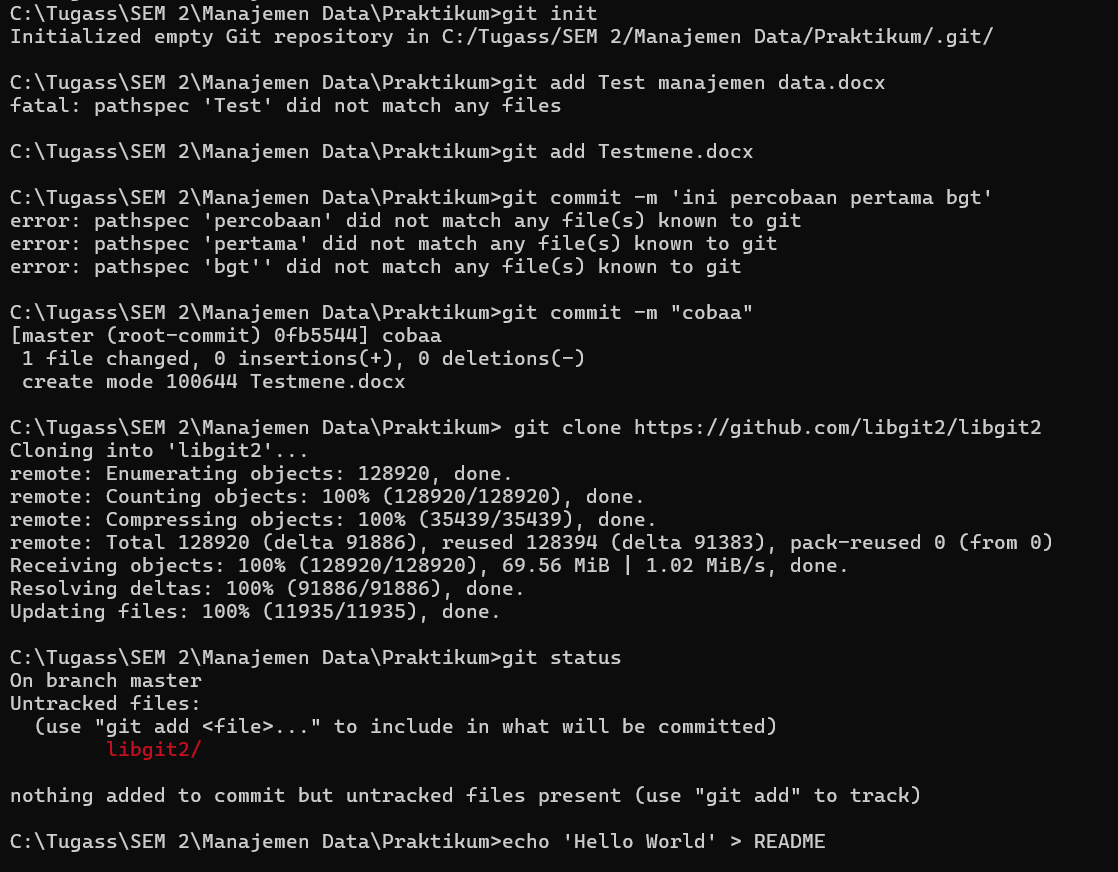 C:\Tugass\SEM 2\Manajemen Data\Praktikum>git init
Initialized empty Git repository in C:/Tugass/SEM 2/Manajemen Data/Praktikum/.git/
C:\Tugass\SEM 2\Manajemen Data\Praktikum>git add Test manajemen data.docx
fatal: pathspec 'Test' did not match any files
C:\Tugass\SEM 2\Manajemen Data\Praktikum>git add Testmene.docx
C:\Tugass\SEM 2\Manajemen Data\Praktikum>git commit -m 'ini percobaan pertama bgt'
error: pathspec 'percobaan' did not match any file(s) known to git
error: pathspec 'pertama' did not match any file(s) known to git
error: pathspec 'bgt'' did not match any file(s) known to git
C:\Tugass\SEM 2\Manajemen Data\Praktikum>git commit -m "cobaa"
[master (root-commit) 0fb5544] cobaa
 1 file changed, 0 insertions(+), 0 deletions(-)
 create mode 100644 Testmene.docx
C:\Tugass\SEM 2\Manajemen Data\Praktikum> git clone https://github.com/libgit2/libgit2
Cloning into 'libgit2'...
remote: Enumerating objects: 128920, done.
remote: Counting objects: 100% (128920/128920), done.
remote: Compressing objects: 100% (35439/35439), done.
remote: Total 128920 (delta 91886), reused 128394 (delta 91383), pack-reused 0 (from 0)
Receiving objects: 100% (128920/128920), 69.56 MiB | 1.02 MiB/s, done.
Resolving deltas: 100% (91886/91886), done.
Updating files: 100% (11935/11935), done.
C:\Tugass\SEM 2\Manajemen Data\Praktikum>git status
On branch master
Untracked files:
  (use "git add <file>..." to include in what will be committed)
        libgit2/
nothing added to commit but untracked files present (use "git add" to track)
C:\Tugass\SEM 2\Manajemen Data\Praktikum>echo 'Hello World' > README